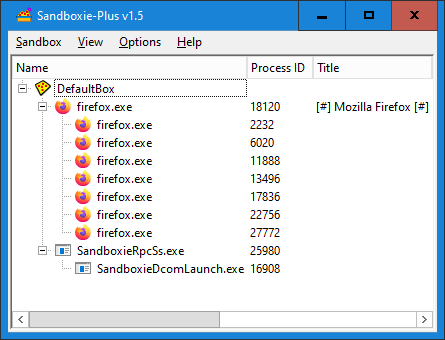 Sandboxie-Plus v1.5
Sandbox View Options Help
Name Process ID Title
DefaultBox
firefox.exe 18120 [#] Mozilla Firefox [#]
firefox.exe 2232
firefox.exe 6020
firefox.exe 11888
firefox.exe 13496
firefox.exe 17836
firefox.exe 22756
firefox.exe 27772
SandboxieRpcSs.exe 25980
SandboxieDcomLaunch.exe 16908